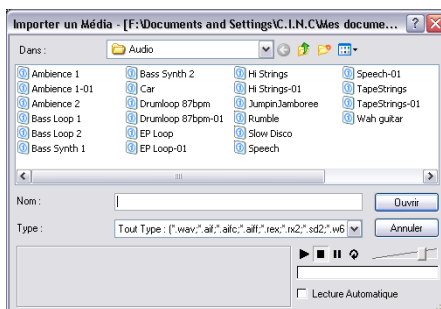 Importer un Média - [F:\Documents and Settings\C.I.N.C\Mes docume...
Dans :
Audio
Ambience 1
Ambience 1-01
Ambience 2
Bass Loop 1
Bass Loop 2
Bass Synth 1
Bass Synth 2
Car
Drumloop 87bpm
Drumloop 87bpm-01
EP Loop
EP Loop-01
Hi Strings
Hi Strings-01
JumpinJamboree
Rumble
Slow Disco
Speech
Speech-01
TapeStrings
TapeStrings-01
Wah guitar
Nom :
Ouvrir
Type :
Tout Type : (*.wav;*.aif;*.aifc;*.aiff;*.rex;*.rx2;*.sd2;*.w6
Annuler
Lecture Automatique